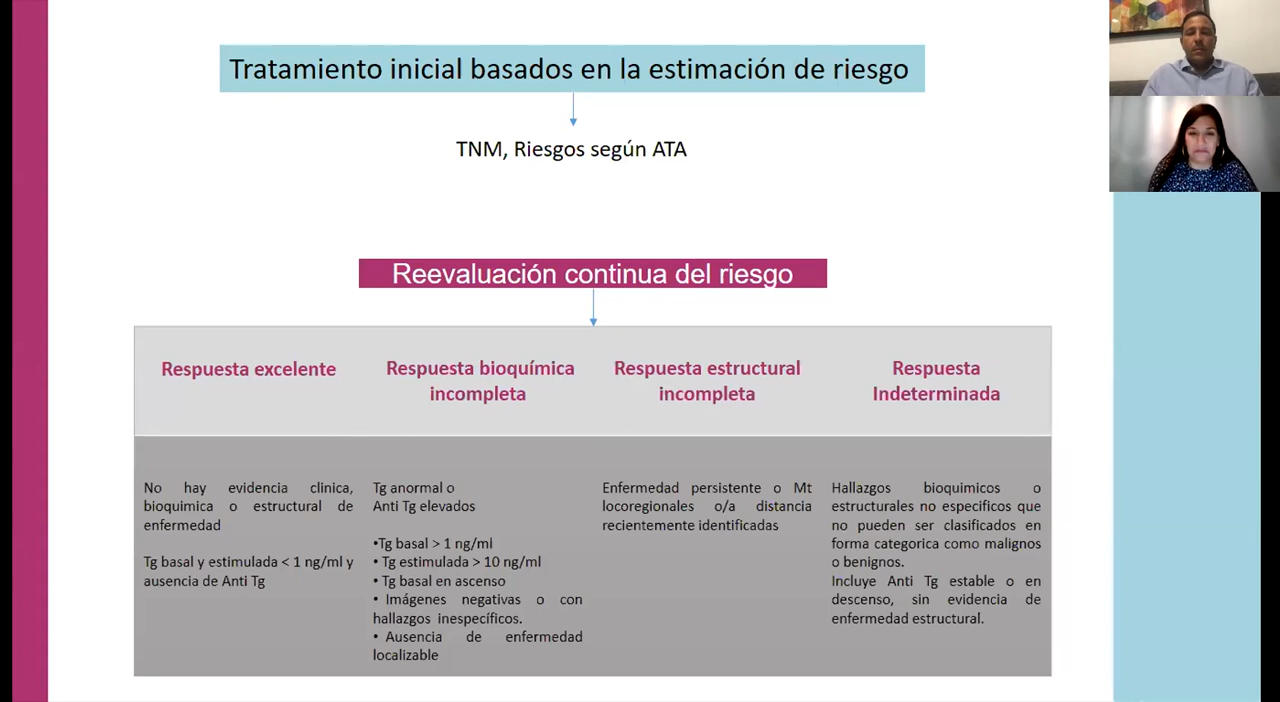 Tratamiento inicial basados en la estimación de riesgo
TNM, Riesgos según ATA
Reevaluación continua del riesgo
Respuesta excelente
Respuesta bioquímica
incompleta
Respuesta estructural
incompleta
Respuesta
Indeterminada
No hay evidencia clinica,
bioquimica o estructural de
enfermedad
Tg basal y estimulada < 1 ng/ml y
ausencia de Anti Tg
Tg anormal o
Anti Tg elevados
•Tg basal > 1 ng/ml
• Tg estimulada > 10 ng/ml
• Tg basal en ascenso
• Imágenes negativas o con
hallazgos inespecíficos.
• Ausencia de enfermedad
localizable
Enfermedad persistente o Mt
locoregionales o/a distancia
recientemente identificadas
Hallazgos bioquimicos o
estructurales no especificos que
no pueden ser clasificados en
forma categorica como malignos
o benignos.
Incluye Anti Tg estable o en
descenso, sin evidencia de
enfermedad estructural.